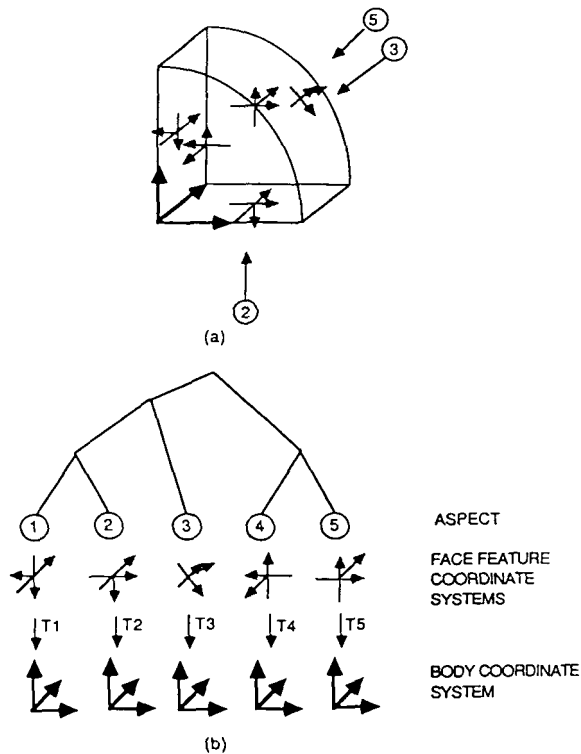 5
3
2
(a)
1 2 3 4 5 ASPECT
FACE FEATURE
COORDINATE
SYSTEMS
T1 T2 T3 T4 T5
BODY COORDINATE
SYSTEM
(b)